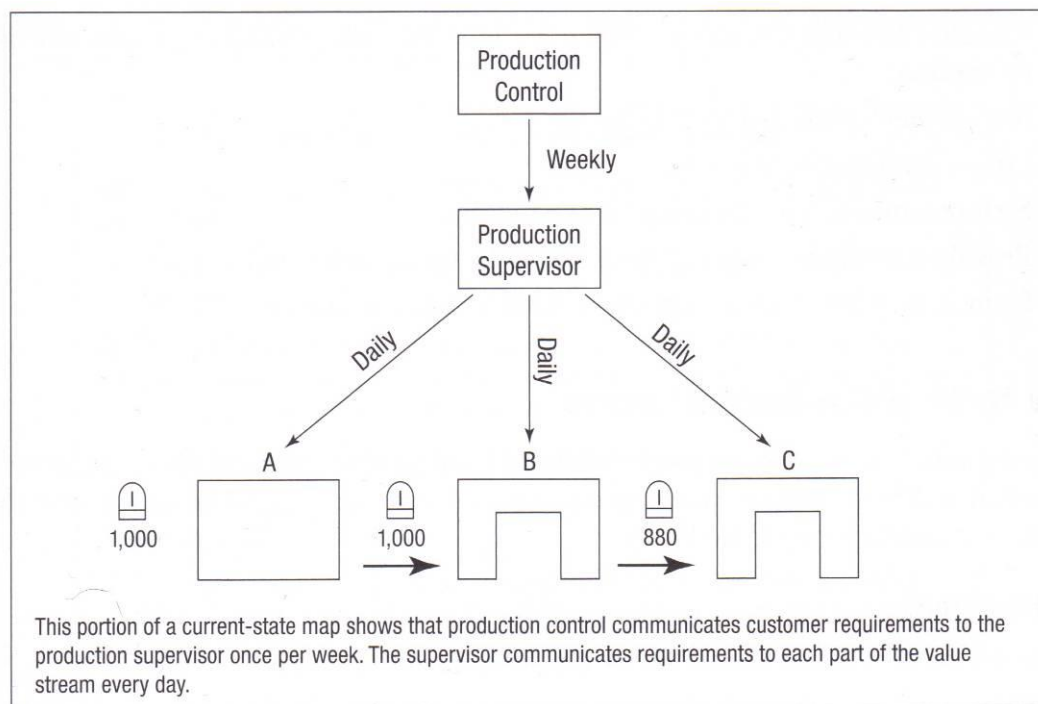 Production
Control
Weekly
Production
Supervisor
Daily
Daily
Daily
A
B
C
I
I
I
1,000
1,000
880
This portion of a current-state map shows that production control communicates customer requirements to the
production supervisor once per week. The supervisor communicates requirements to each part of the value
stream every day.